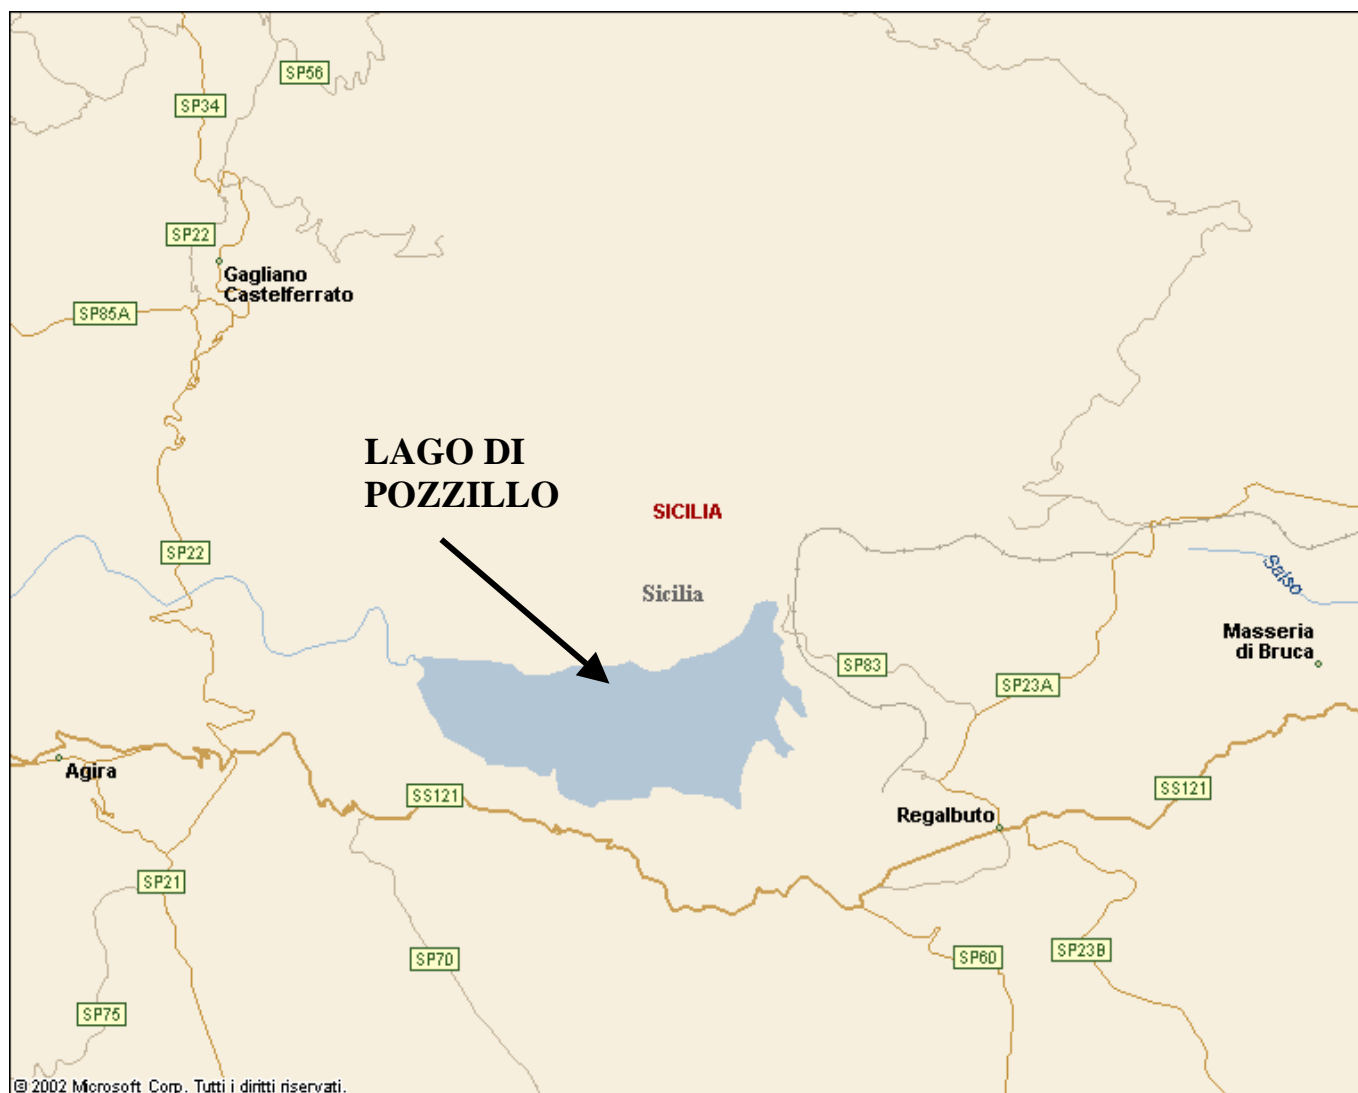 SP56
SP34
SP22
Gagliano
Castelferrato
SP85A
LAGO DI
POZZILLO
SICILIA
SP22
Salso
Sicilia
Masseria
di Bruca
SP83
SP23A
Agira
SS121
SS121
Regalbuto
SP21
SP70
SP60
SP23B
SP75
© 2002 Microsoft Corp. Tutti i diritti riservati.